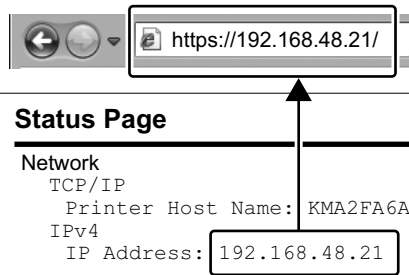 https://192.168.48.21/
Status Page
Network
TCP/IP
Printer Host Name: KMA2FA6A
IPv4
IP Address: 192.168.48.21